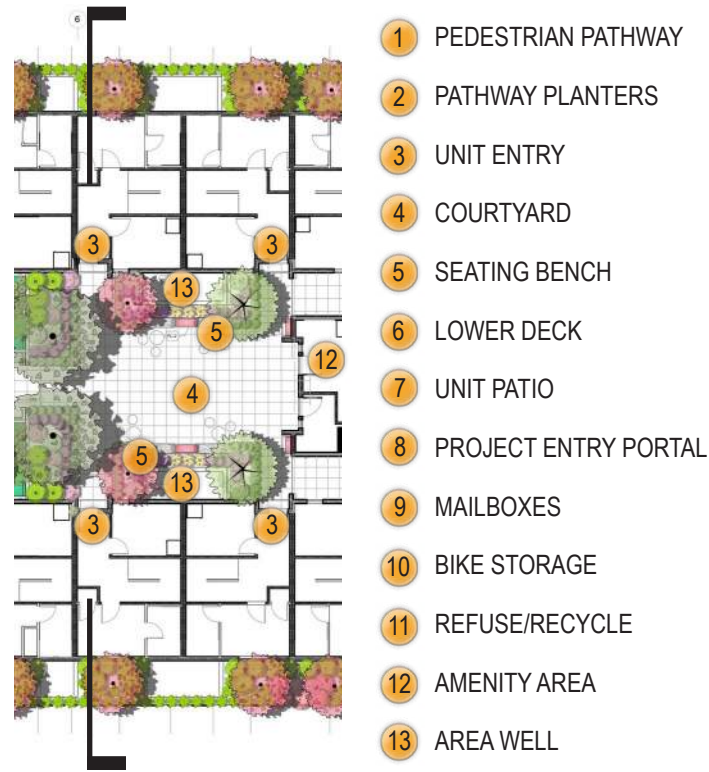 6
3
3
13
5
12
4
5
13
3
3
1 PEDESTRIAN PATHWAY
2 PATHWAY PLANTERS
3 UNIT ENTRY
4 COURTYARD
5 SEATING BENCH
6 LOWER DECK
7 UNIT PATIO
8 PROJECT ENTRY PORTAL
9 MAILBOXES
10 BIKE STORAGE
11 REFUSE/RECYCLE
12 AMENITY AREA
13 AREA WELL